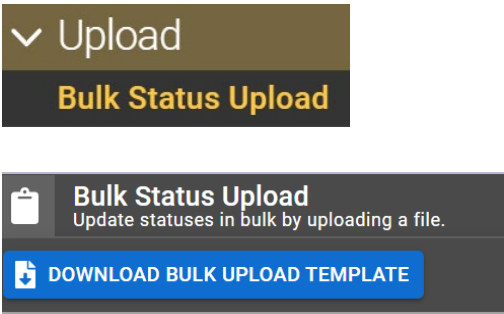 Upload
Bulk Status Upload
Bulk Status Upload
Update statuses in bulk by uploading a file.
DOWNLOAD BULK UPLOAD TEMPLATE